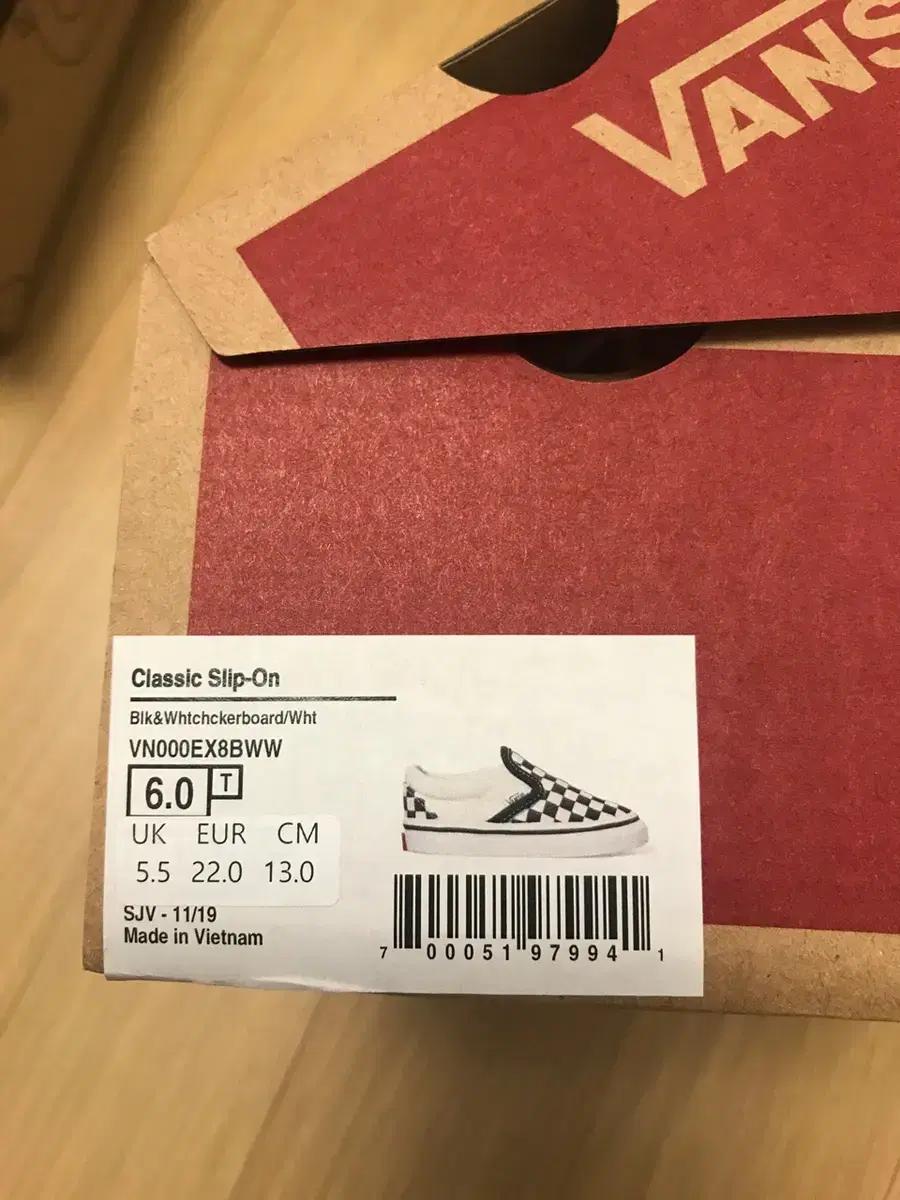 VANS
Classic Slip-On
Blk&Whtchckerboard/Wht
VN000EX8BWW
6.0 T
UK EUR CM
5.5 22.0 13.0
SJV - 11/19
Made in Vietnam
7 00051 97994 1